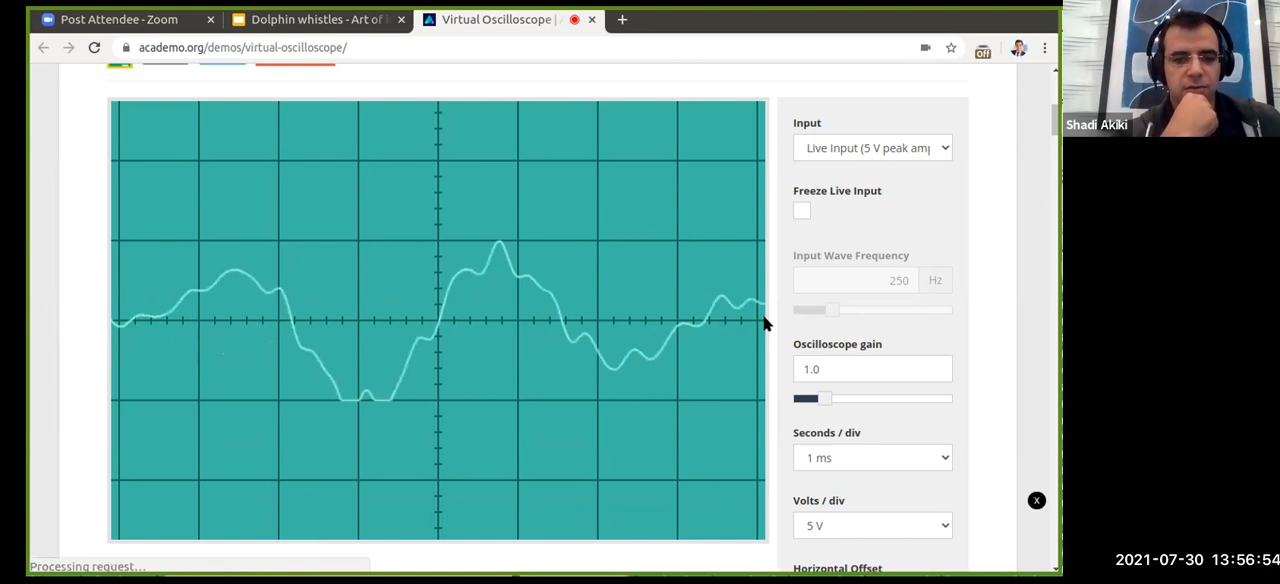 Post Attendee - Zoom
Dolphin whistles - Art of
Virtual Oscilloscope |
academo.org/demos/virtual-oscilloscope/
Off
Shadi Akiki
Input
Live Input (5 V peak amp
Freeze Live Input
Input Wave Frequency
250 Hz
Oscilloscope gain
1.0
Seconds / div
1 ms
Volts / div
5 V
X
Horizontal Offset
Processing request...
2021-07-30 13:56:54